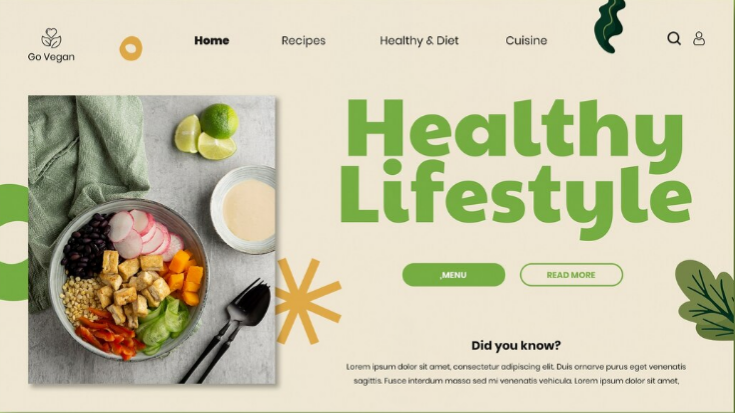 Go Vegan
Home
Recipes
Healthy & Diet
Cuisine
Healthy
Lifestyle
,MENU
READ MORE
Did you know?
Lorem ipsum dolor sit amet, consectetur adipiscing elit. Duis ornarve purus eget venenatis
sagittis. Fusce interdum massa sed mi venenatis vehicula. Lorem ipsum dolor sit amet,